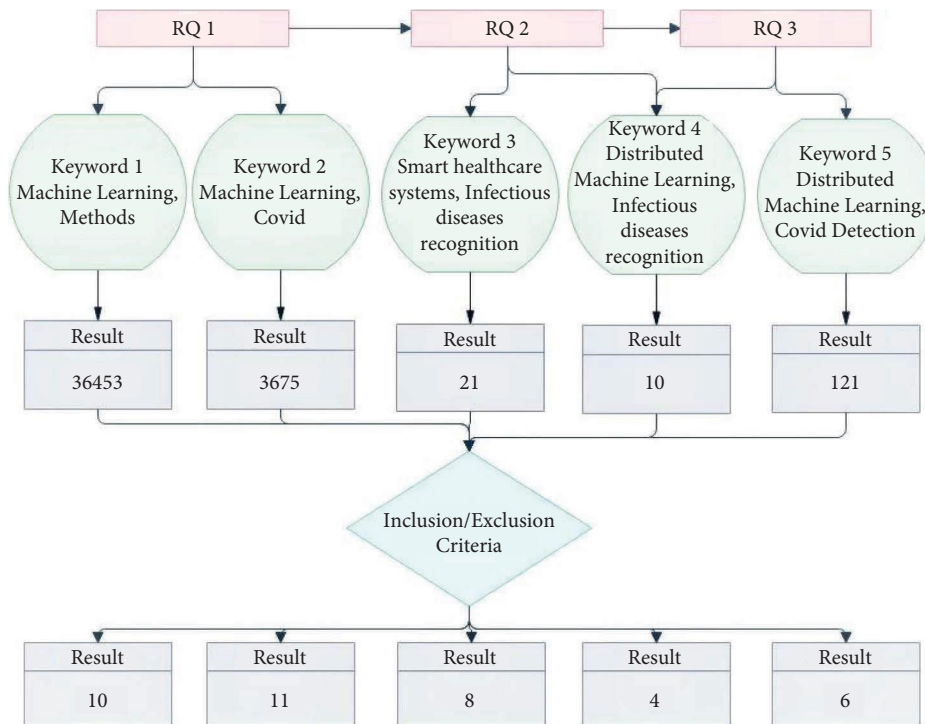 RQ 1
RQ 2
RQ 3
Keyword 1
Machine Learning,
Methods
Keyword 2
Machine Learning,
Covid
Keyword 3
Smart healthcare
systems, Infectious
diseases
recognition
Keyword 4
Distributed
Machine Learning,
Infectious
diseases
recognition
Keyword 5
Distributed
Machine Learning,
Covid Detection
Result
36453
Result
3675
Result
21
Result
10
Result
121
Inclusion/Exclusion
Criteria
Result
10
Result
11
Result
8
Result
4
Result
6